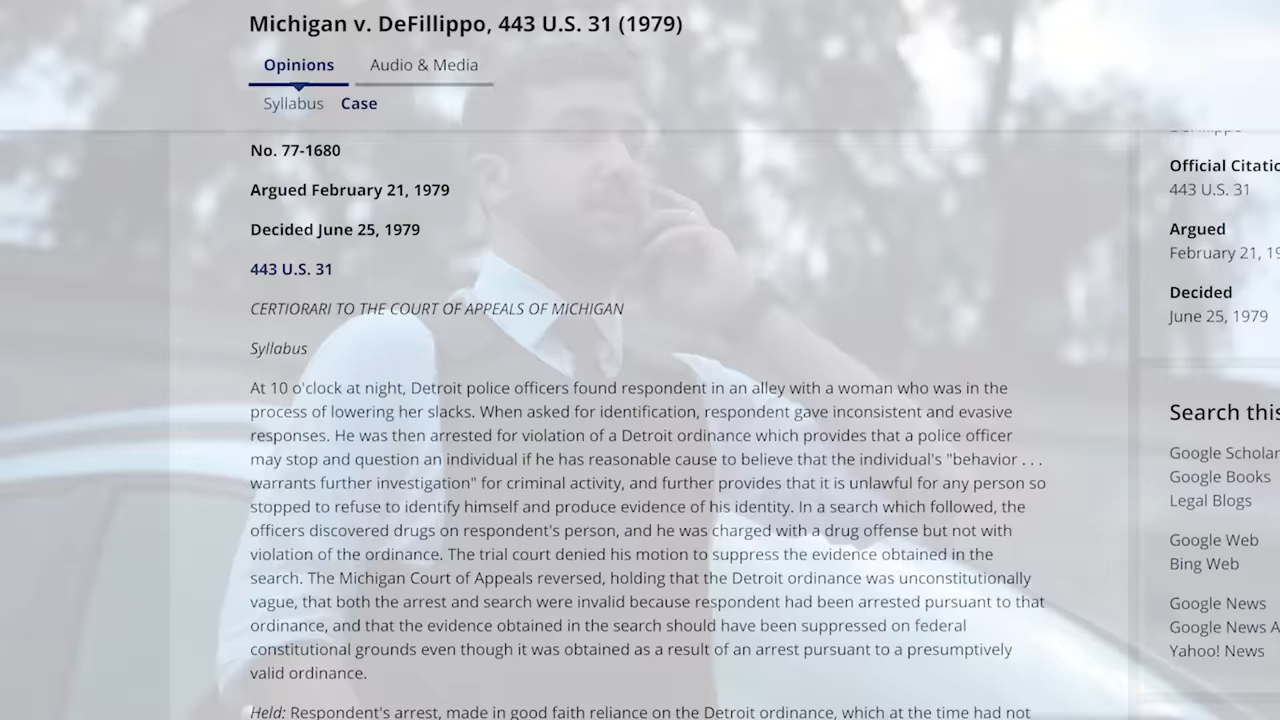 Michigan v. DeFillippo, 443 U.S. 31 (1979)
Opinions Audio & Media
Syllabus Case
No. 77-1680
Argued February 21, 1979
Decided June 25, 1979
443 U.S. 31
CERTIORARI TO THE COURT OF APPEALS OF MICHIGAN
Syllabus
At 10 o'clock at night, Detroit police officers found respondent in an alley with a woman who was in the
process of lowering her slacks. When asked for identification, respondent gave inconsistent and evasive
responses. He was then arrested for violation of a Detroit ordinance which provides that a police officer
may stop and question an individual if he has reasonable cause to believe that the individual's "behavior . . .
warrants further investigation" for criminal activity, and further provides that it is unlawful for any person so
stopped to refuse to identify himself and produce evidence of his identity. In a search which followed, the
officers discovered drugs on respondent's person, and he was charged with a drug offense but not with
violation of the ordinance. The trial court denied his motion to suppress the evidence obtained in the
search. The Michigan Court of Appeals reversed, holding that the Detroit ordinance was unconstitutionally
vague, that both the arrest and search were invalid because respondent had been arrested pursuant to that
ordinance, and that the evidence obtained in the search should have been suppressed on federal
constitutional grounds even though it was obtained as a result of an arrest pursuant to a presumptively
valid ordinance.
Held: Respondent's arrest, made in good faith reliance on the Detroit ordinance, which at the time had not
Official Citatio
443 U.S. 31
Argued
February 21, 19
Decided
June 25, 1979
Search this
Google Scholar
Google Books
Legal Blogs
Google Web
Bing Web
Google News
Google News A
Yahoo! News